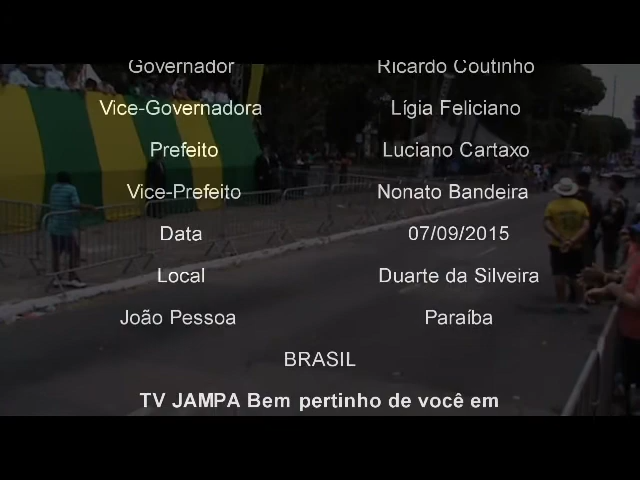 Governador Ricardo Coutinho
Vice-Governadora Lígia Feliciano
Prefeito Luciano Cartaxo
Vice-Prefeito Nonato Bandeira
Data 07/09/2015
Local Duarte da Silveira
João Pessoa Paraíba
BRASIL
TV JAMPA Bem pertinho de você em